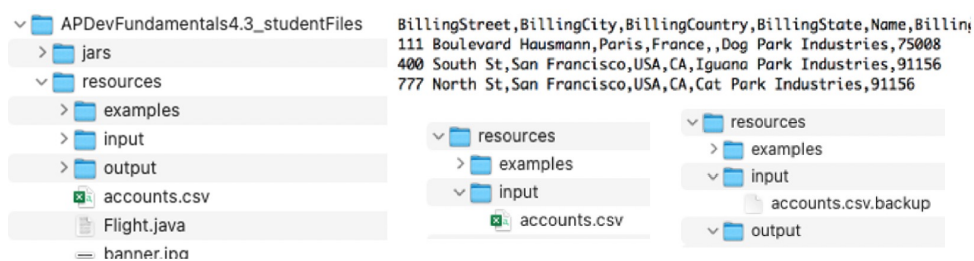 APDevFundamentals4.3_studentFiles
jars
resources
examples
input
output
accounts.csv
Flight.java
banner.jpg
BillingStreet,BillingCity,BillingCountry,BillingState,Name,Billing
111 Boulevard Hausmann,Paris,France,,Dog Park Industries,75008
400 South St,San Francisco,USA,CA,Iguana Park Industries,91156
777 North St,San Francisco,USA,CA,Cat Park Industries,91156
resources
examples
input
accounts.csv
resources
examples
input
accounts.csv.backup
output